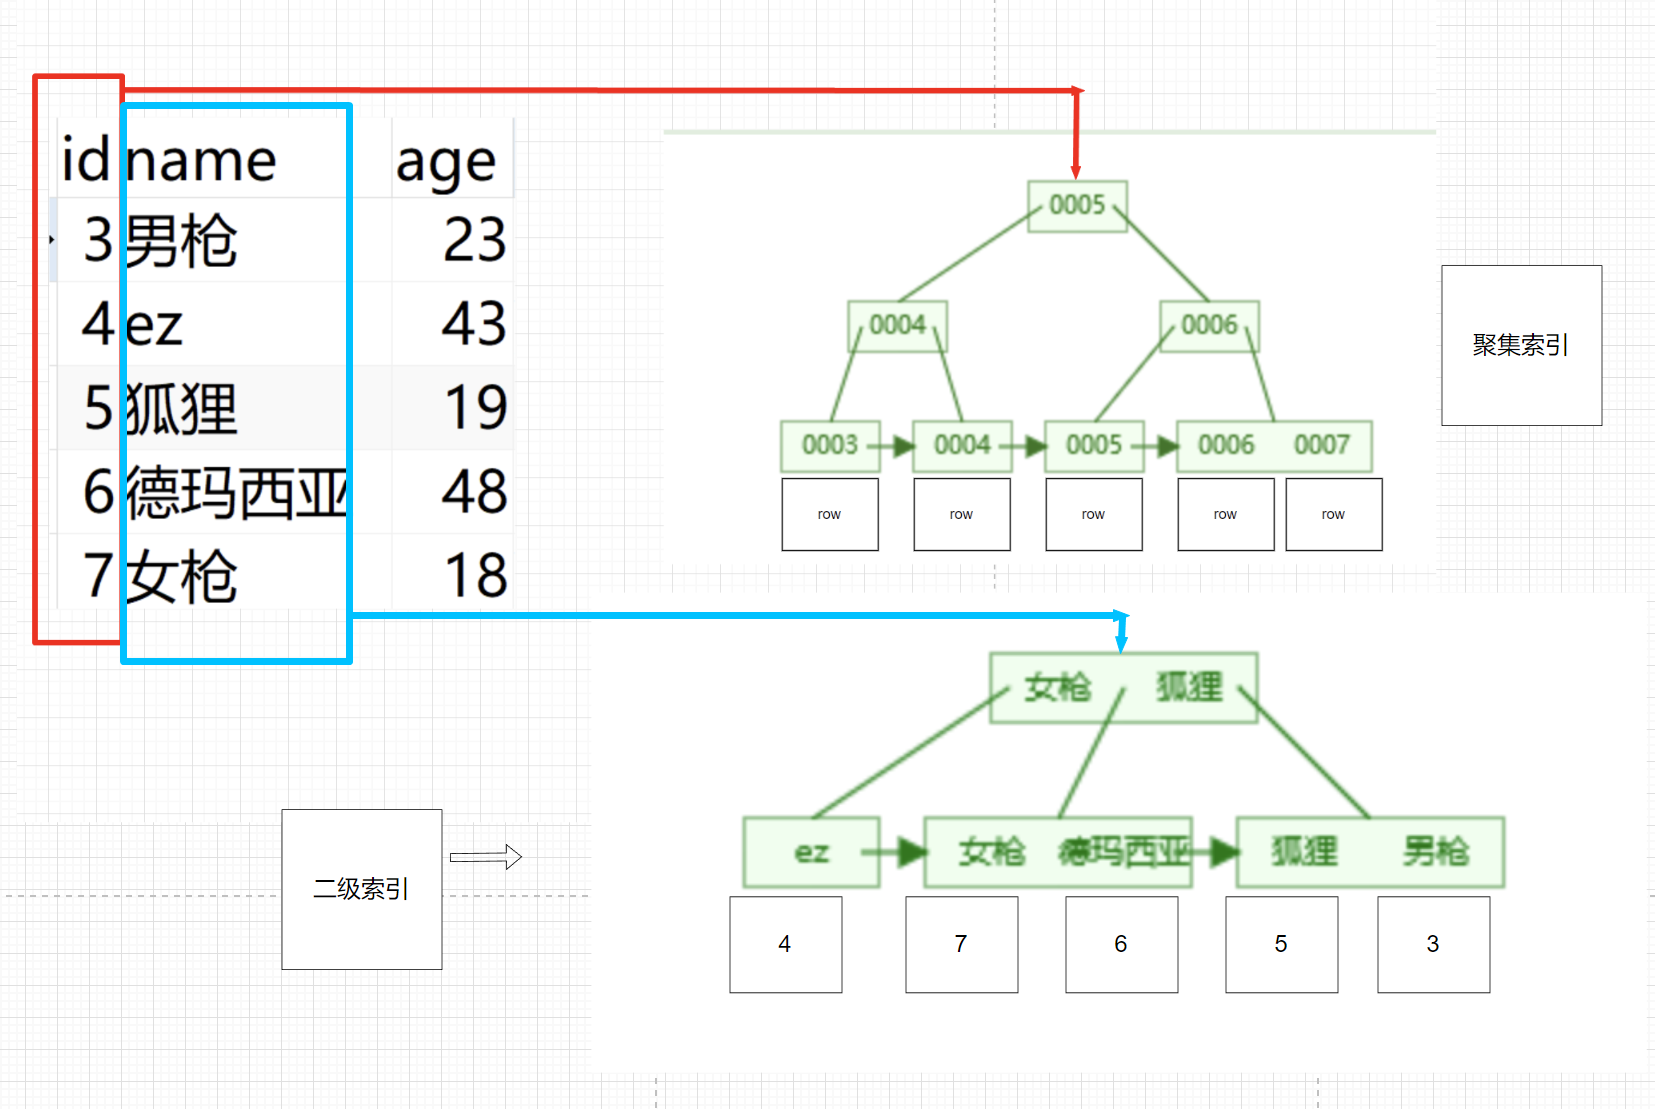 id name age
3 男枪 23
4 ez 43
5 狐狸 19
6 德玛西亚 48
7 女枪 18
0005
0004 0006
0003 0004 0005 0006 0007
row row row row row
聚集索引
女枪 狐狸
ez 女枪 德玛西亚 狐狸 男枪
4 7 6 5 3
二级索引